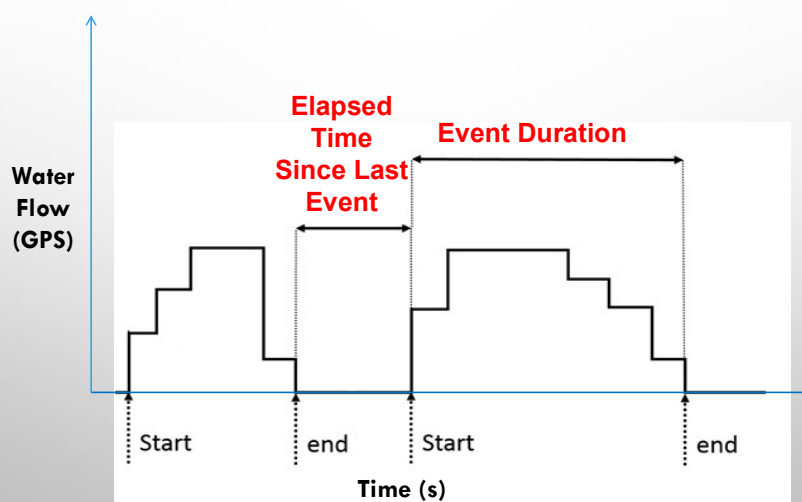 Elapsed
Time
Since Last
Event
Event Duration
Water
Flow
(GPS)
Start
end
Start
end
Time (s)